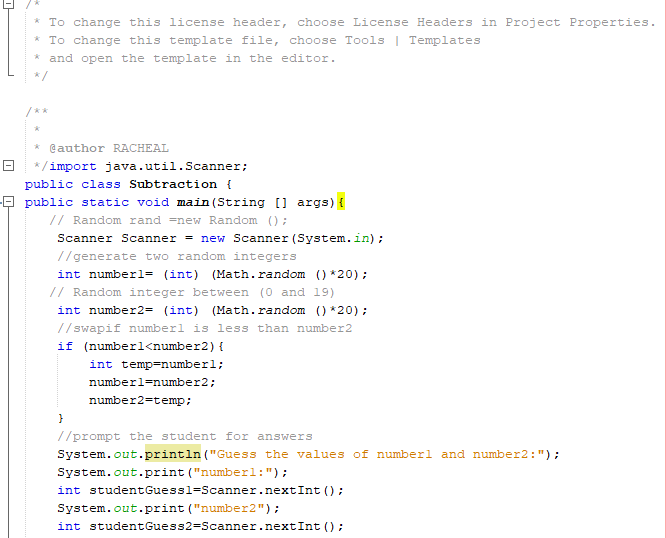 /*
* To change this license header, choose License Headers in Project Properties.
* To change this template file, choose Tools | Templates
* and open the template in the editor.
*/
/**
*
* @author RACHEAL
*/import java.util.Scanner;
public class Subtraction {
public static void main(String [] args){
// Random rand =new Random ();
Scanner Scanner = new Scanner(System.in);
//generate two random integers
int number1= (int) (Math.random ()*20);
// Random integer between (0 and 19)
int number2= (int) (Math.random ()*20);
//swapif number1 is less than number2
if (number1<number2){
int temp=number1;
number1=number2;
number2=temp;
}
//prompt the student for answers
System.out.println("Guess the values of number1 and number2:");
System.out.print("number1:");
int studentGuess1=Scanner.nextInt();
System.out.print("number2");
int studentGuess2=Scanner.nextInt();